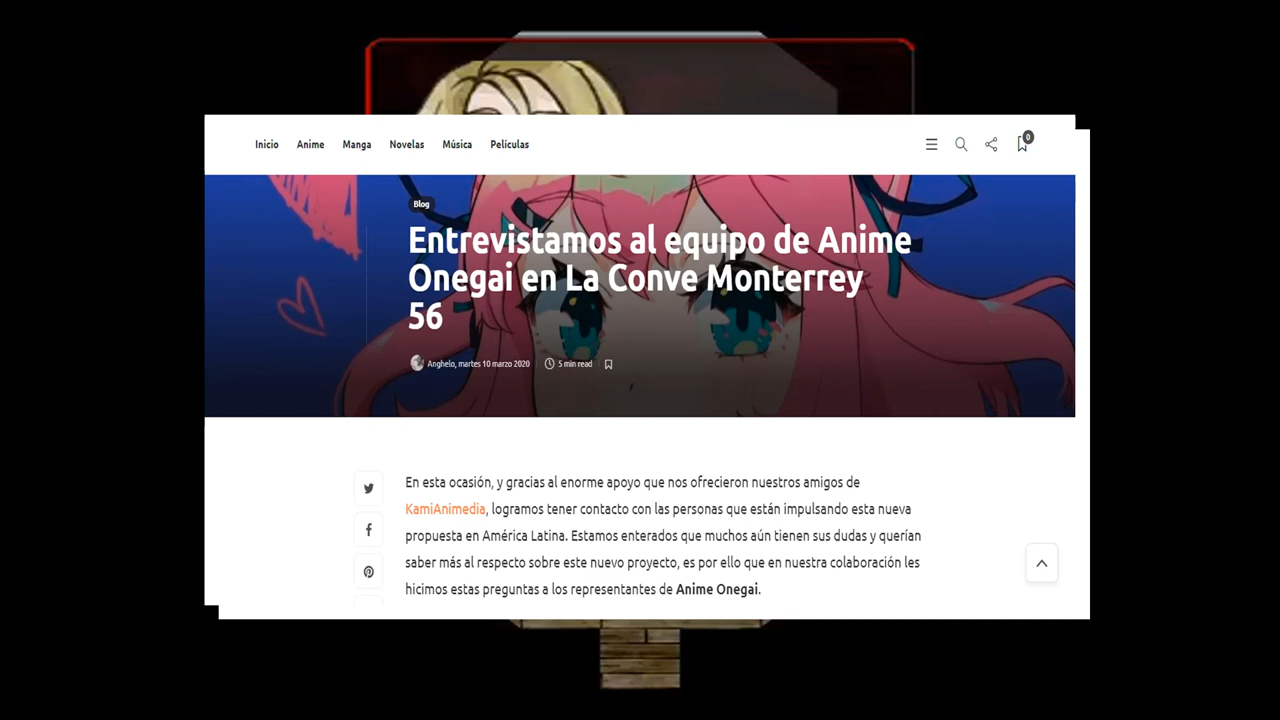 Inicio Anime Manga Novelas Música Películas
0
Blog
Entrevistamos al equipo de Anime
Onegai en La Conve Monterrey
56
Anghelo, martes 10 marzo 2020 5 min read
En esta ocasión, y gracias al enorme apoyo que nos ofrecieron nuestros amigos de
KamiAnimedia, logramos tener contacto con las personas que están impulsando esta nueva
propuesta en América Latina. Estamos enterados que muchos aún tienen sus dudas y querían
saber más al respecto sobre este nuevo proyecto, es por ello que en nuestra colaboración les
hicimos estas preguntas a los representantes de Anime Onegai.